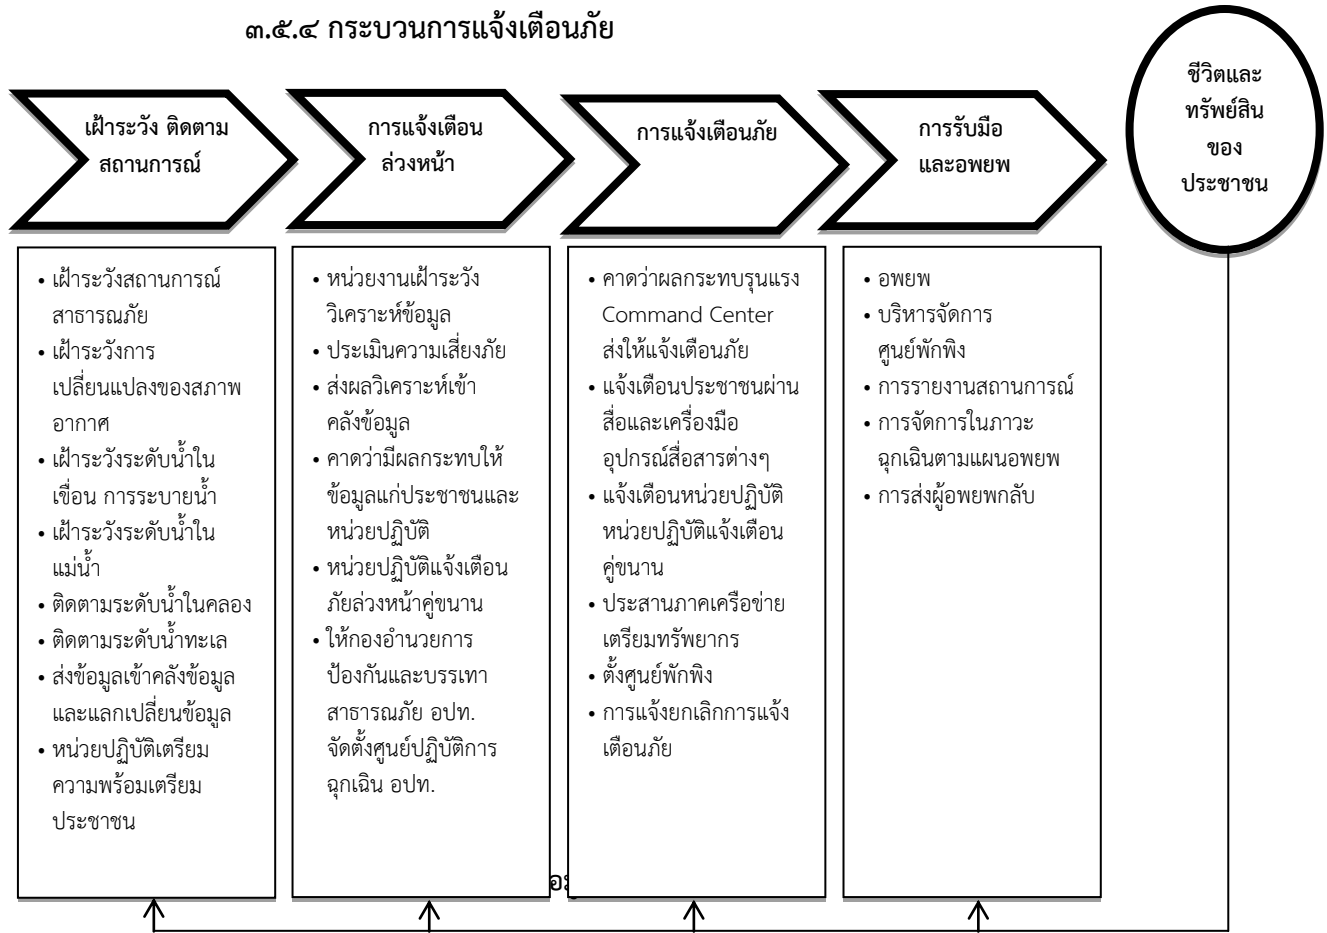 ๓.๕.๔ กระบวนการแจ้งเตือนภัย
เฝ้าระวัง ติดตาม
สถานการณ์
การแจ้งเตือน
ล่วงหน้า
การแจ้งเตือนภัย
การรับมือ
และอพยพ
ชีวิตและ
ทรัพย์สิน
ของ
ประชาชน
• เฝ้าระวังสถานการณ์
สาธารณภัย
• เฝ้าระวังการ
เปลี่ยนแปลงของสภาพ
อากาศ
• เฝ้าระวังระดับน้ำใน
เขื่อน การระบายน้ำ
• เฝ้าระวังระดับน้ำใน
แม่น้ำ
• ติดตามระดับน้ำในคลอง
• ติดตามระดับน้ำทะเล
• ส่งข้อมูลเข้าคลังข้อมูล
และแลกเปลี่ยนข้อมูล
• หน่วยปฏิบัติเตรียม
ความพร้อมเตรียม
ประชาชน
• หน่วยงานเฝ้าระวัง
วิเคราะห์ข้อมูล
• ประเมินความเสี่ยงภัย
• ส่งผลวิเคราะห์เข้า
คลังข้อมูล
• คาดว่ามีผลกระทบให้
ข้อมูลแก่ประชาชนและ
หน่วยปฏิบัติ
• หน่วยปฏิบัติแจ้งเตือน
ภัยล่วงหน้าคู่ขนาน
• ให้กองอำนวยการ
ป้องกันและบรรเทา
สาธารณภัย อปท.
จัดตั้งศูนย์ปฏิบัติการ
ฉุกเฉิน อปท.
• คาดว่าผลกระทบรุนแรง
Command Center
ส่งให้แจ้งเตือนภัย
• แจ้งเตือนประชาชนผ่าน
สื่อและเครื่องมือ
อุปกรณ์สื่อสารต่างๆ
• แจ้งเตือนหน่วยปฏิบัติ
หน่วยปฏิบัติแจ้งเตือน
คู่ขนาน
• ประสานภาคเครือข่าย
เตรียมทรัพยากร
• ตั้งศูนย์พักพิง
• การแจ้งยกเลิกการแจ้ง
เตือนภัย
• อพยพ
• บริหารจัดการ
ศูนย์พักพิง
• การรายงานสถานการณ์
• การจัดการในภาวะ
ฉุกเฉินตามแผนอพยพ
• การส่งผู้อพยพกลับ